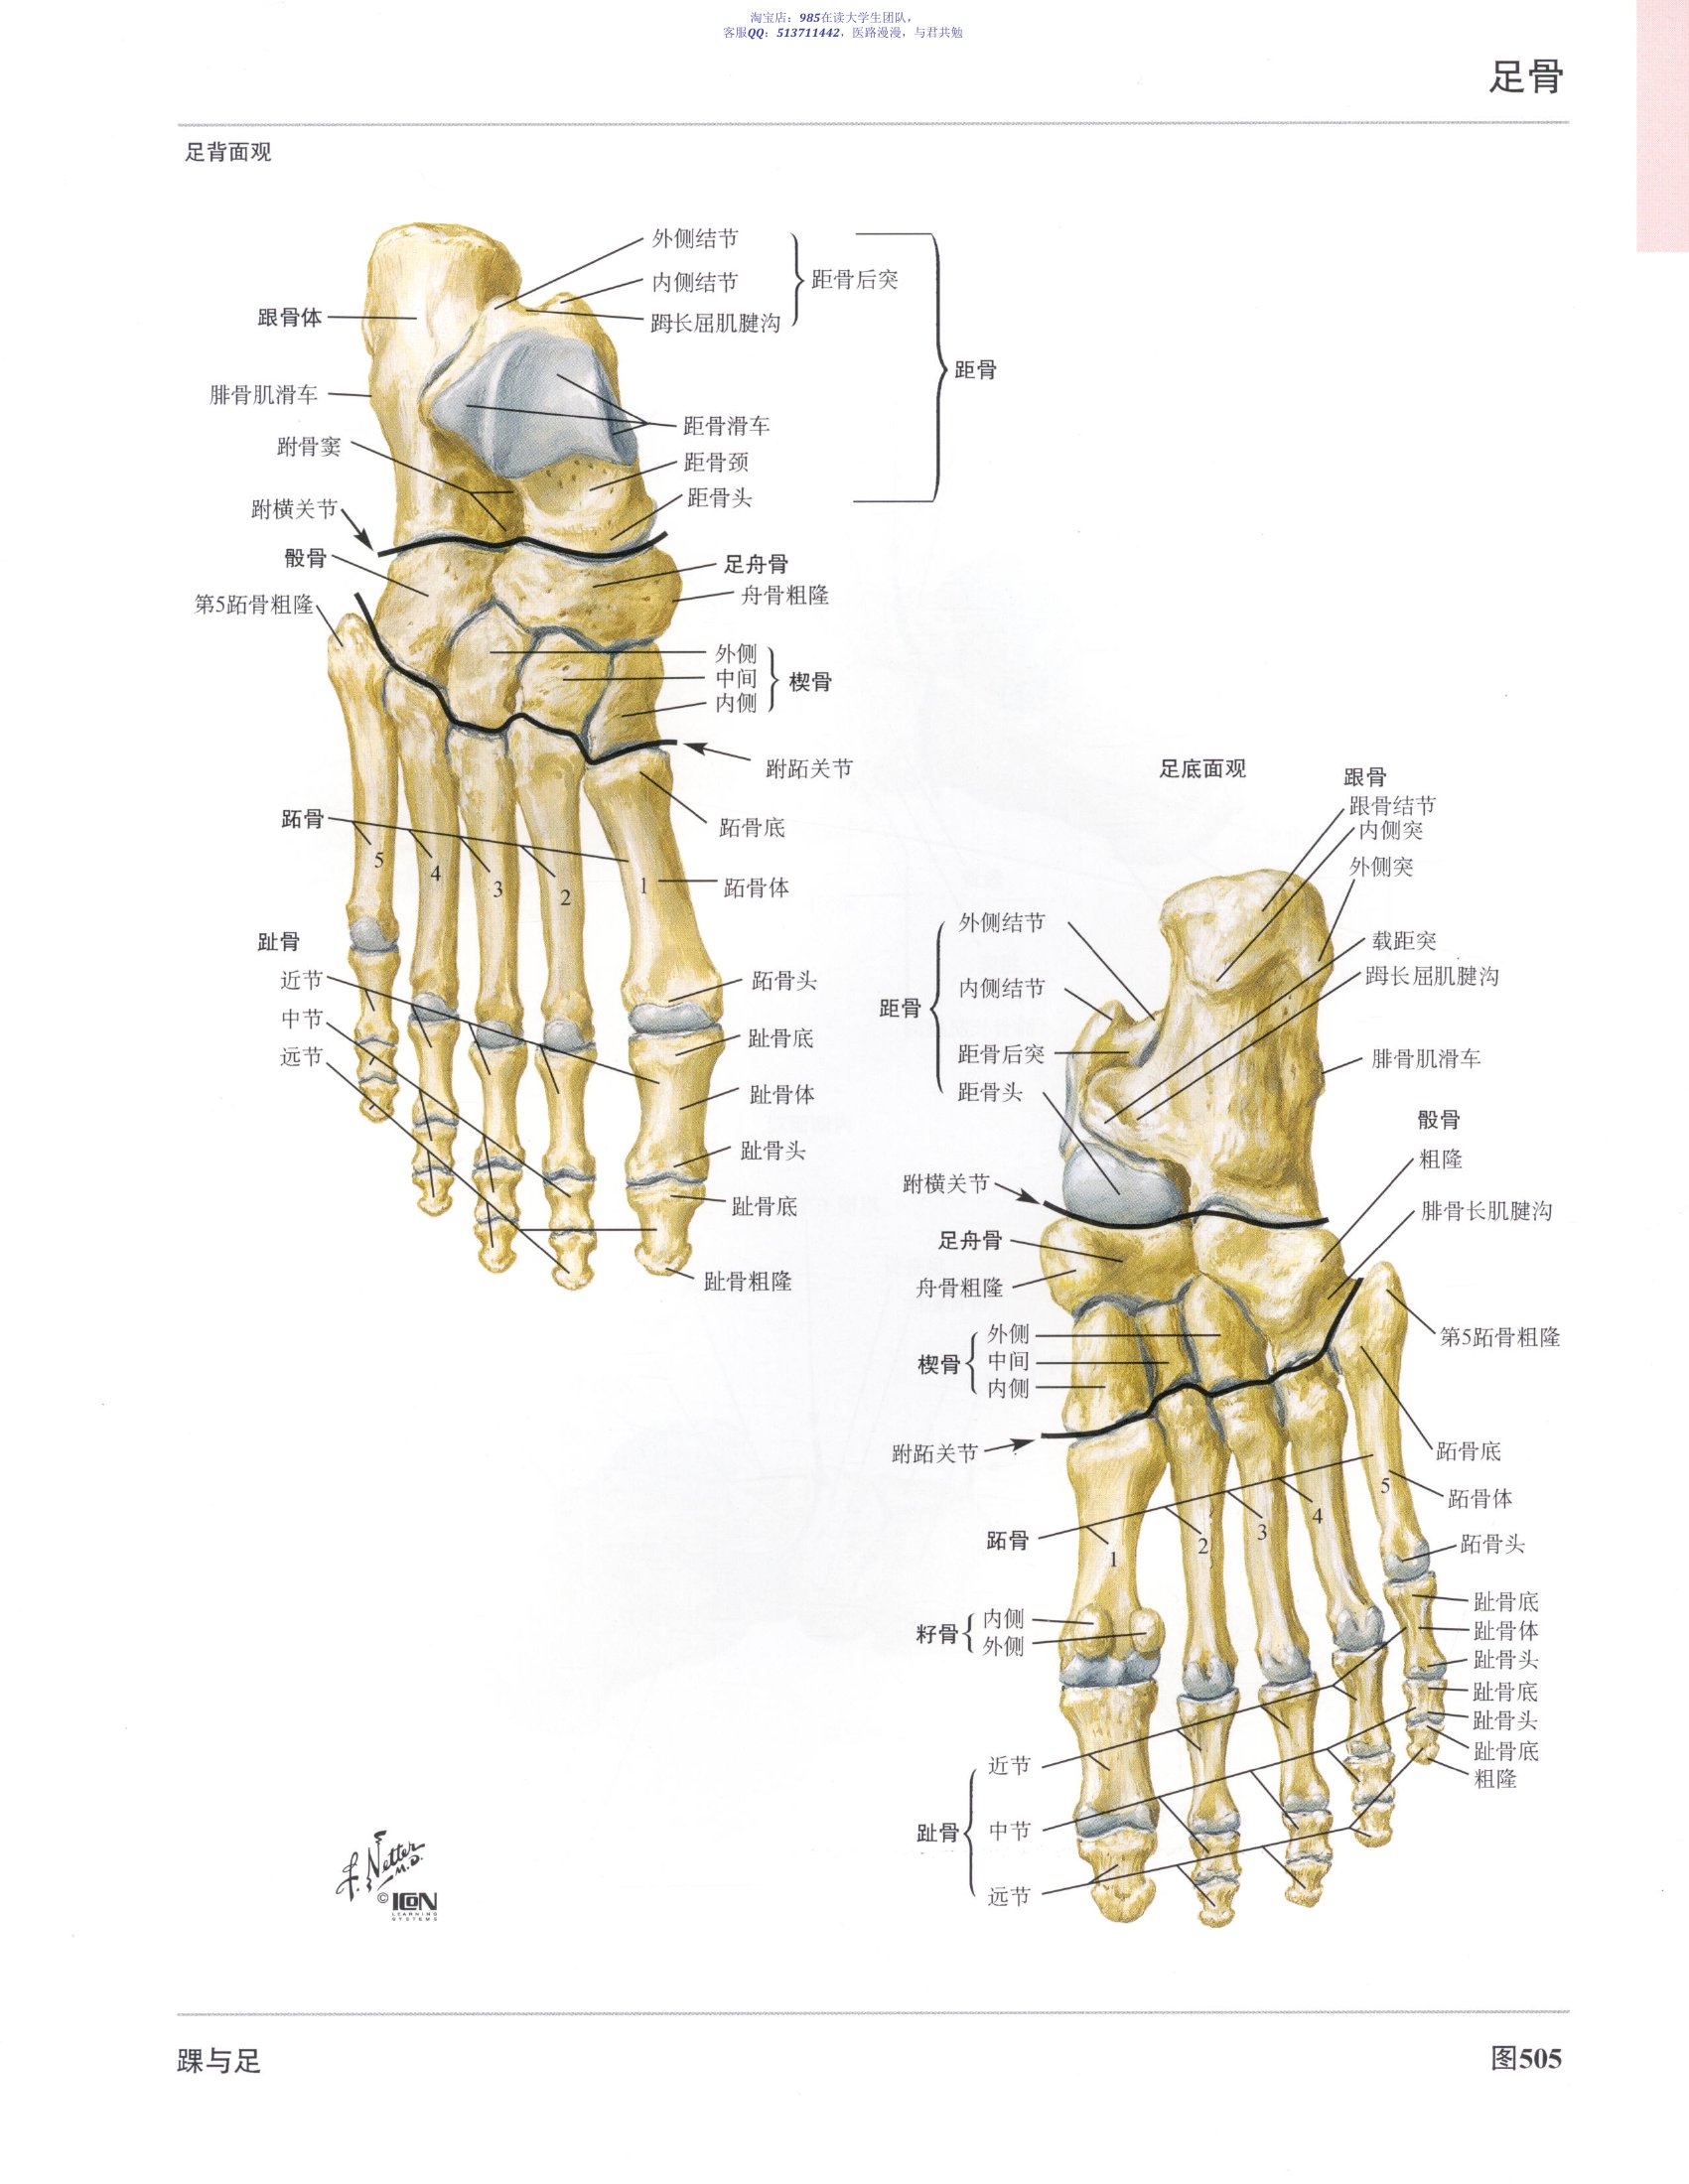 淘宝店：985在读大学生团队，
客服QQ：513711442，医路漫漫，与君共勉
足骨
足背面观
外侧结节
内侧结节
𧿹长屈肌腱沟
距骨后突
距骨
跟骨体
腓骨肌滑车
跗骨窦
跗横关节
骰骨
第5跖骨粗隆
距骨滑车
距骨颈
距骨头
足舟骨
舟骨粗隆
外侧
中间
内侧
楔骨
跗跖关节
跖骨底
跖骨
5
4
3
2
1
跖骨体
趾骨
近节
中节
远节
跖骨头
趾骨底
趾骨体
趾骨头
趾骨底
趾骨粗隆
足底面观
跟骨
跟骨结节
内侧突
外侧突
载距突
𧿹长屈肌腱沟
腓骨肌滑车
骰骨
粗隆
腓骨长肌腱沟
第5跖骨粗隆
距骨
外侧结节
内侧结节
距骨后突
距骨头
跗横关节
足舟骨
舟骨粗隆
楔骨
外侧
中间
内侧
跗跖关节
跖骨
1
2
3
4
5
跖骨底
跖骨体
跖骨头
籽骨
内侧
外侧
趾骨底
趾骨体
趾骨头
趾骨底
趾骨头
趾骨底
粗隆
趾骨
近节
中节
远节
F. Netter
M.D.
© ICON
LEARNING
SYSTEMS
踝与足
图505